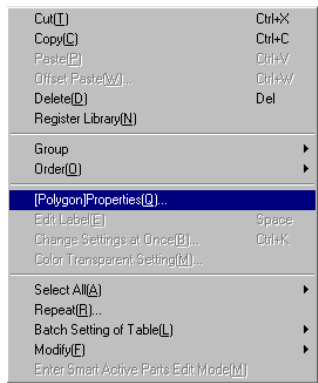 Cut(T) Ctrl+X
Copy(C) Ctrl+C
Paste(P) Ctrl+V
Offset Paste(W)... Ctrl+W
Delete(D) Del
Register Library(N)
Group
Order(O)
[Polygon]Properties(Q)...
Edit Label(E) Space
Change Settings at Once(B)... Ctrl+K
Color Transparent Setting(M)...
Select All(A)
Repeat(R)...
Batch Setting of Table(L)
Modify(F)
Enter Smart Active Parts Edit Mode(M)